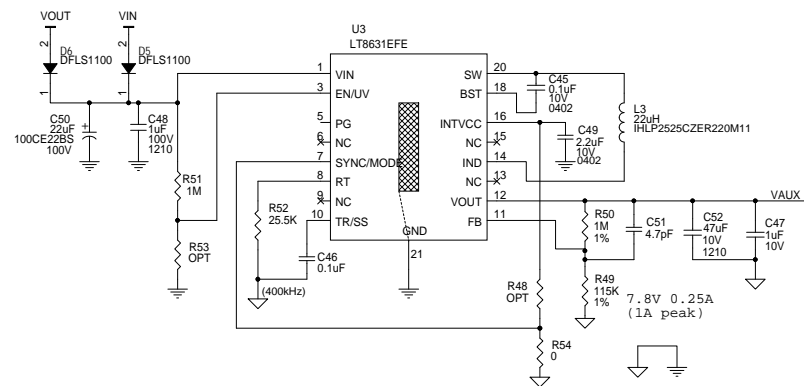 VOUT
VIN
2
D6
DFLS1100
1
2
D5
DFLS1100
1
C50
22uF
100CE22BS
100V
+
C48
1uF
100V
1210
R51
1M
R53
OPT
U3
LT8631EFE
1
VIN
3
EN/UV
5
PG
6
NC
7
SYNC/MODE
8
RT
9
NC
10
TR/SS
20
SW
18
BST
16
INTVCC
15
NC
14
IND
13
NC
12
VOUT
11
FB
GND
21
R52
25.5K
(400kHz)
C46
0.1uF
C45
0.1uF
10V
0402
C49
2.2uF
10V
0402
L3
22uH
IHLP2525CZER220M11
VAUX
R50
1M
1%
C51
4.7pF
C52
47uF
10V
1210
C47
1uF
10V
R49
115K
1%
R48
OPT
R54
0
7.8V 0.25A
(1A peak)